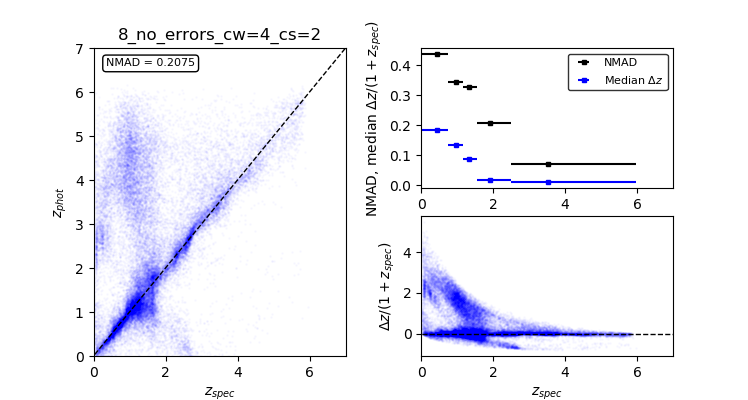 8_no_errors_cw=4_cs=2
NMAD = 0.2075
7
6
5
4
3
2
1
0
z_phot
0 2 4 6
z_spec
NMAD, median Δz/(1 + z_spec)
0.4
0.3
0.2
0.1
0.0
NMAD
Median Δz
0 2 4 6
Δz/(1 + z_spec)
4
2
0
0 2 4 6
z_spec